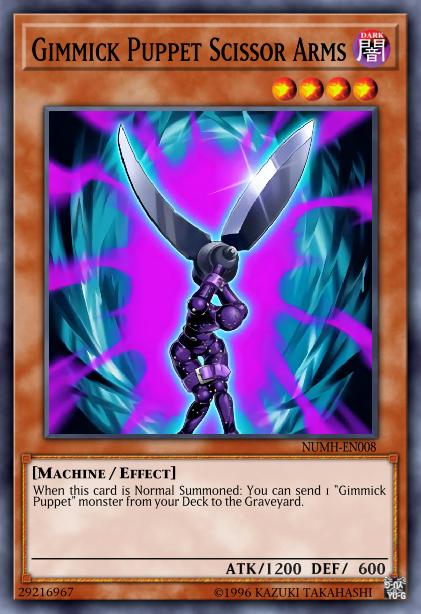 Gimmick Puppet Scissor Arms
DARK
闇
NUMH-EN008
[Machine / Effect]
When this card is Normal Summoned: You can send 1 "Gimmick
Puppet" monster from your Deck to the Graveyard.
ATK/1200 DEF/ 600
29216967
©1996 KAZUKI TAKAHASHI